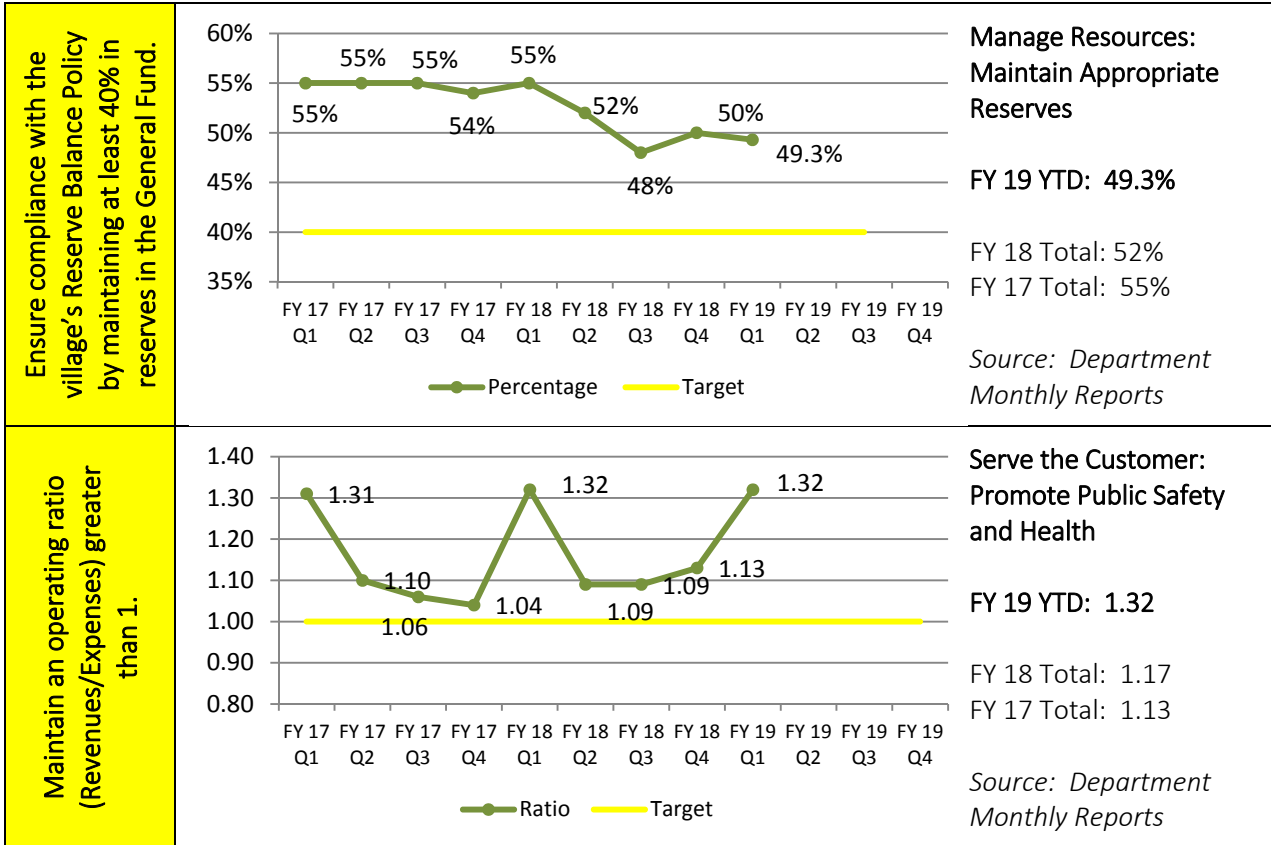 Ensure compliance with the
village's Reserve Balance Policy
by maintaining at least 40% in
reserves in the General Fund.
60%
55%
50%
45%
40%
35%
55%
55%
55%
54%
55%
52%
48%
50%
49.3%
FY 17 FY 17 FY 17 FY 17 FY 18 FY 18 FY 18 FY 18 FY 19 FY 19 FY 19 FY 19
Q1 Q2 Q3 Q4 Q1 Q2 Q3 Q4 Q1 Q2 Q3 Q4
Percentage Target
Manage Resources:
Maintain Appropriate
Reserves
FY 19 YTD: 49.3%
FY 18 Total: 52%
FY 17 Total: 55%
Source: Department
Monthly Reports
Maintain an operating ratio
(Revenues/Expenses) greater
than 1.
1.40
1.30
1.20
1.10
1.00
0.90
0.80
1.31
1.10
1.06
1.04
1.32
1.09
1.09
1.13
1.32
FY 17 FY 17 FY 17 FY 17 FY 18 FY 18 FY 18 FY 18 FY 19 FY 19 FY 19 FY 19
Q1 Q2 Q3 Q4 Q1 Q2 Q3 Q4 Q1 Q2 Q3 Q4
Ratio Target
Serve the Customer:
Promote Public Safety
and Health
FY 19 YTD: 1.32
FY 18 Total: 1.17
FY 17 Total: 1.13
Source: Department
Monthly Reports